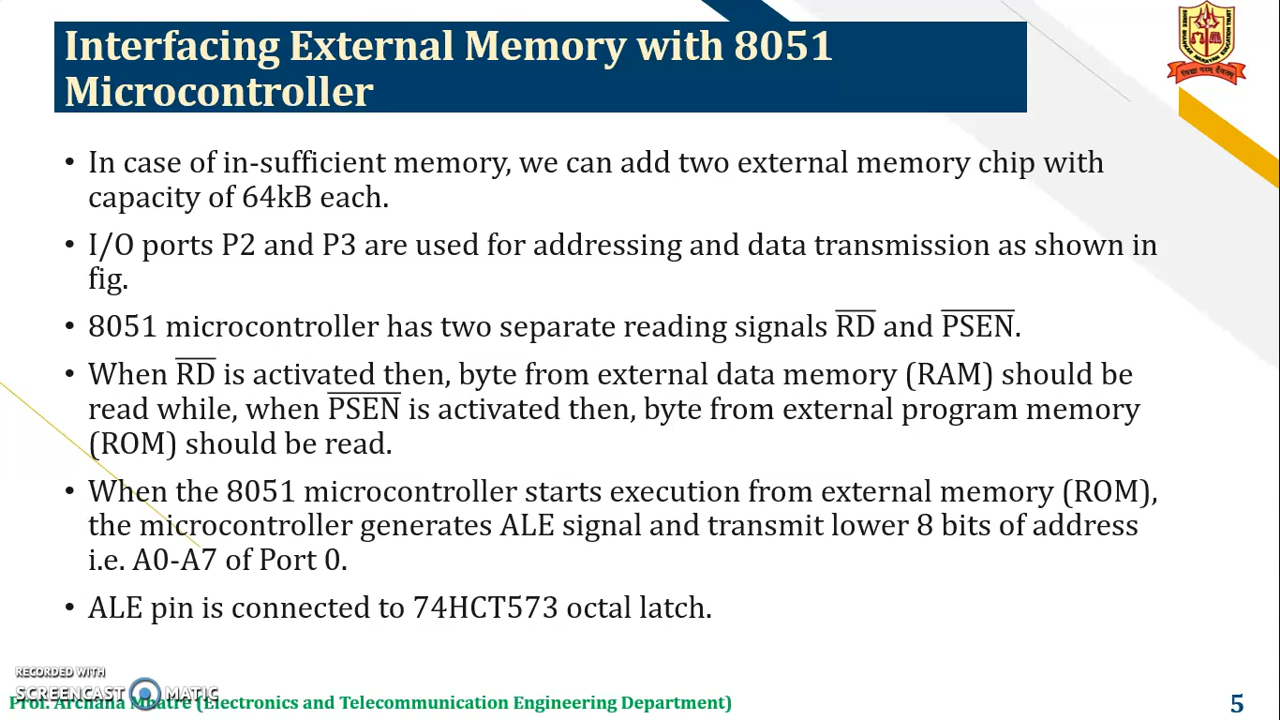 Interfacing External Memory with 8051
Microcontroller
• In case of in-sufficient memory, we can add two external memory chip with
capacity of 64kB each.
• I/O ports P2 and P3 are used for addressing and data transmission as shown in
fig.
• 8051 microcontroller has two separate reading signals R̅D̅ and P̅S̅E̅N̅.
• When R̅D̅ is activated then, byte from external data memory (RAM) should be
read while, when P̅S̅E̅N̅ is activated then, byte from external program memory
(ROM) should be read.
• When the 8051 microcontroller starts execution from external memory (ROM),
the microcontroller generates ALE signal and transmit lower 8 bits of address
i.e. A0-A7 of Port 0.
• ALE pin is connected to 74HCT573 octal latch.
RECORDED WITH
SCREENCAST MATIC
Prof. Archana Mhatre (Electronics and Telecommunication Engineering Department)
5